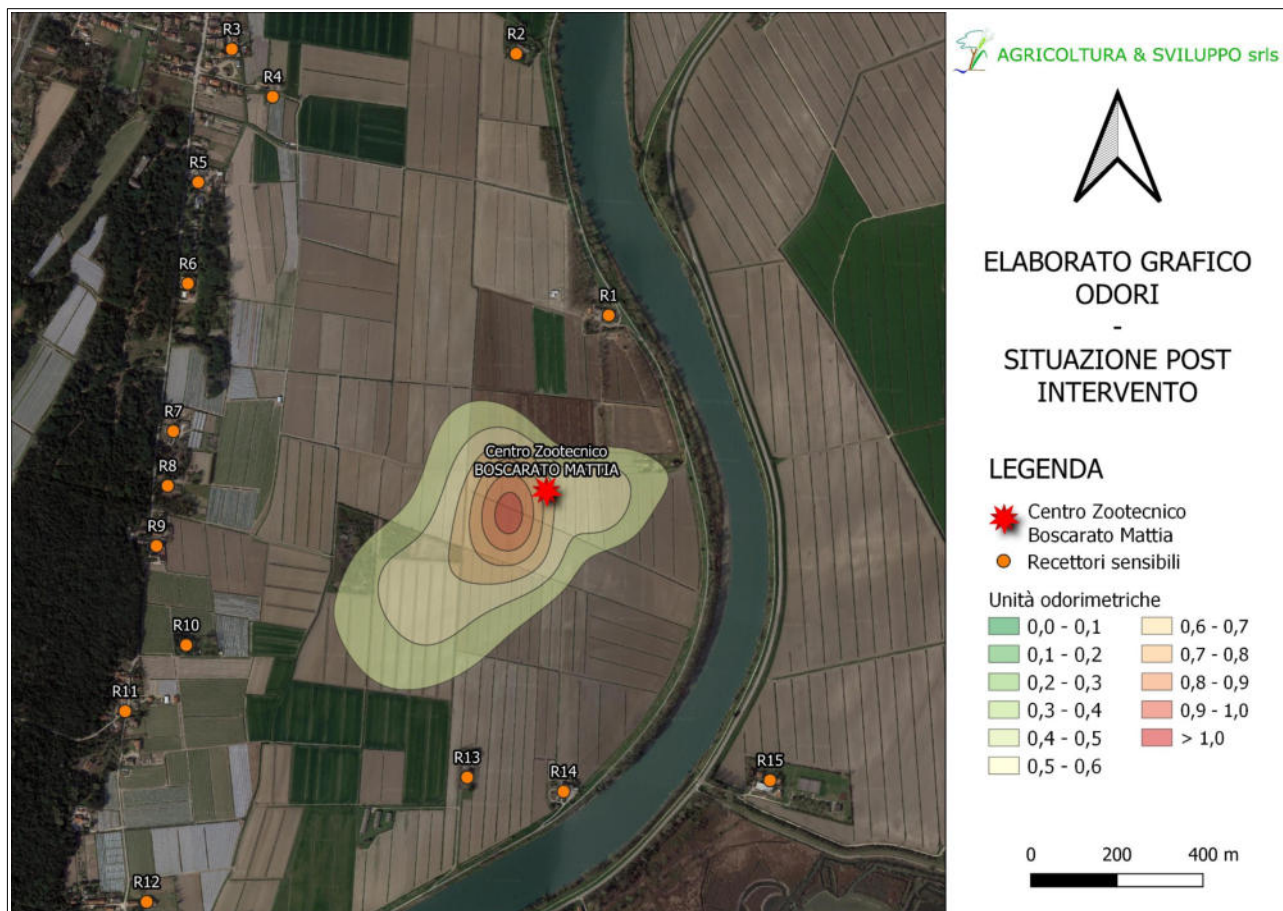 R3
R2
R4
R5
R6
R1
R7
R8
Centro Zootecnico
BOSCARATO MATTIA
R9
R10
R11
R13
R14
R15
R12
AGRICOLTURA & SVILUPPO srls
ELABORATO GRAFICO
ODORI
-
SITUAZIONE POST
INTERVENTO
LEGENDA
Centro Zootecnico
Boscarato Mattia
Recettori sensibili
Unità odorimetriche
0,0 - 0,1
0,1 - 0,2
0,2 - 0,3
0,3 - 0,4
0,4 - 0,5
0,5 - 0,6
0,6 - 0,7
0,7 - 0,8
0,8 - 0,9
0,9 - 1,0
> 1,0
0 200 400 m